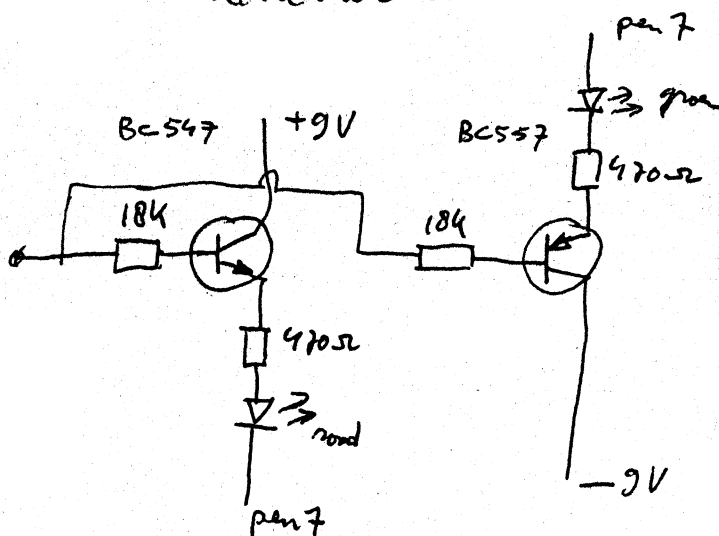 pen 7
BC547
+9V
BC557
groen
470Ω
18K
18K
470Ω
rood
-9V
pen 7